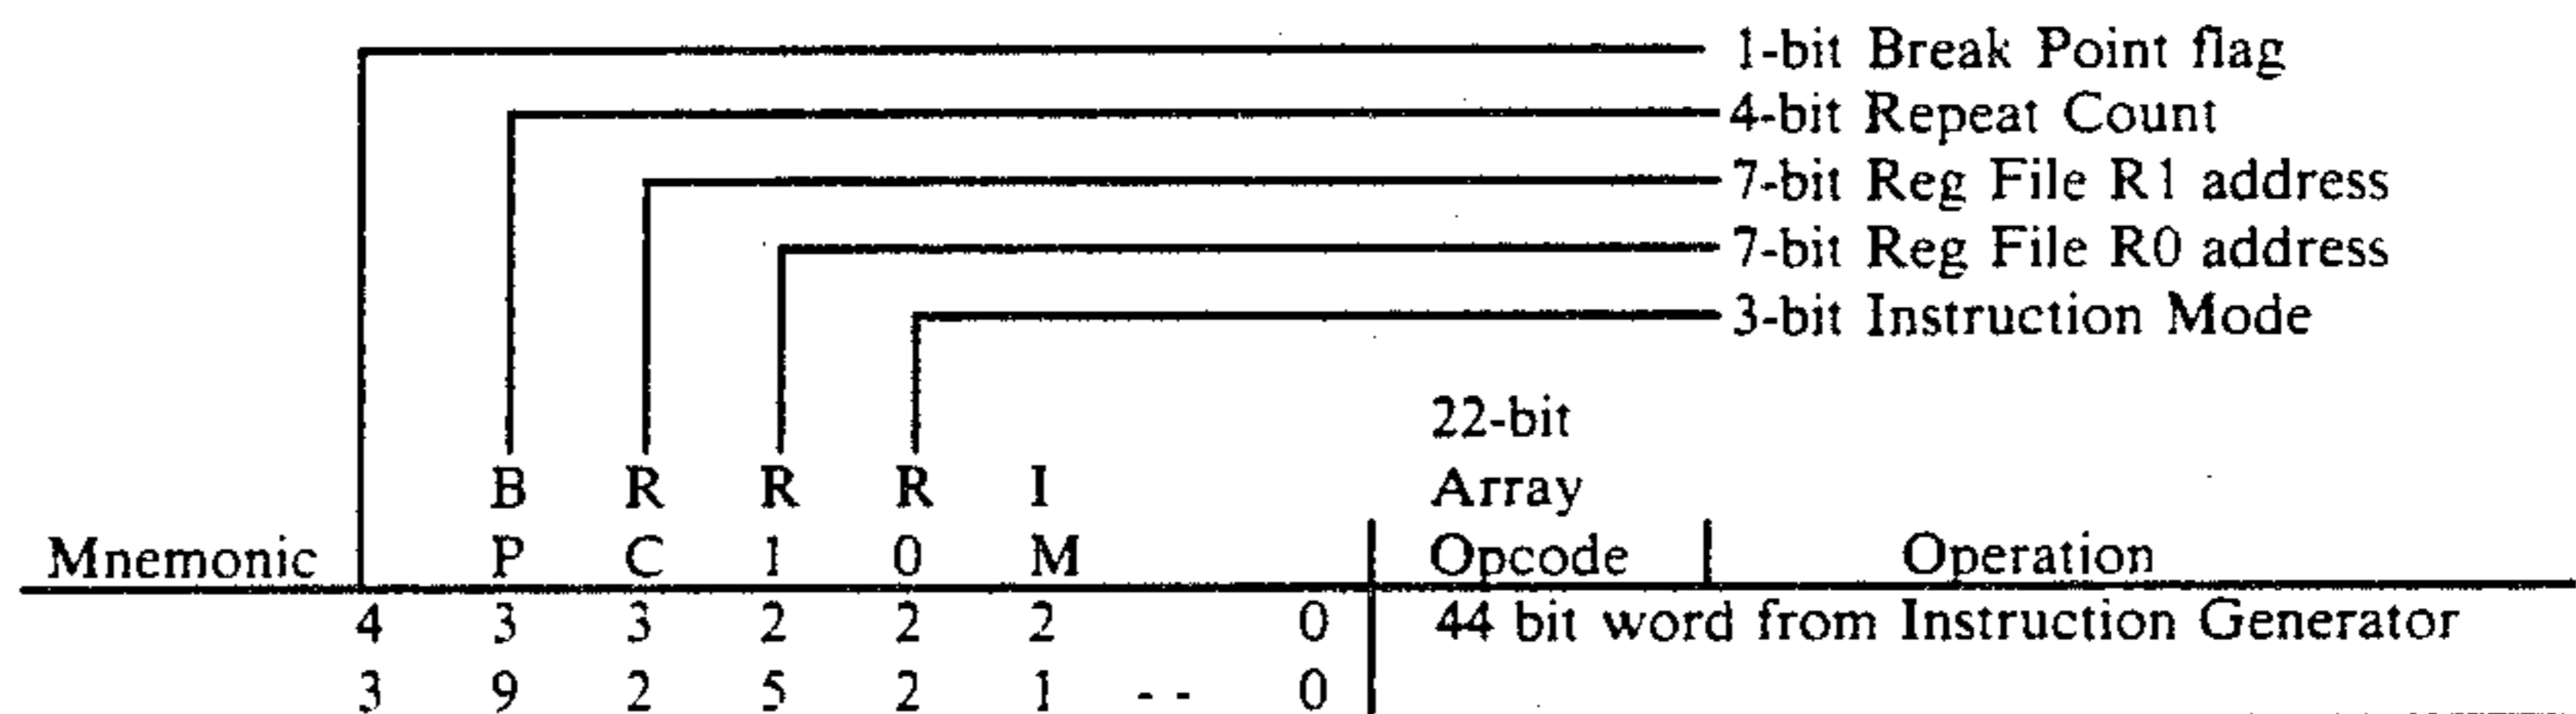 1-bit Break Point flag
4-bit Repeat Count
7-bit Reg File R1 address
7-bit Reg File R0 address
3-bit Instruction Mode
22-bit
B R R R I Array
Mnemonic P C 1 0 M Opcode Operation
4 3 3 2 2 2 0 44 bit word from Instruction Generator
3 9 2 5 2 1 - - 0